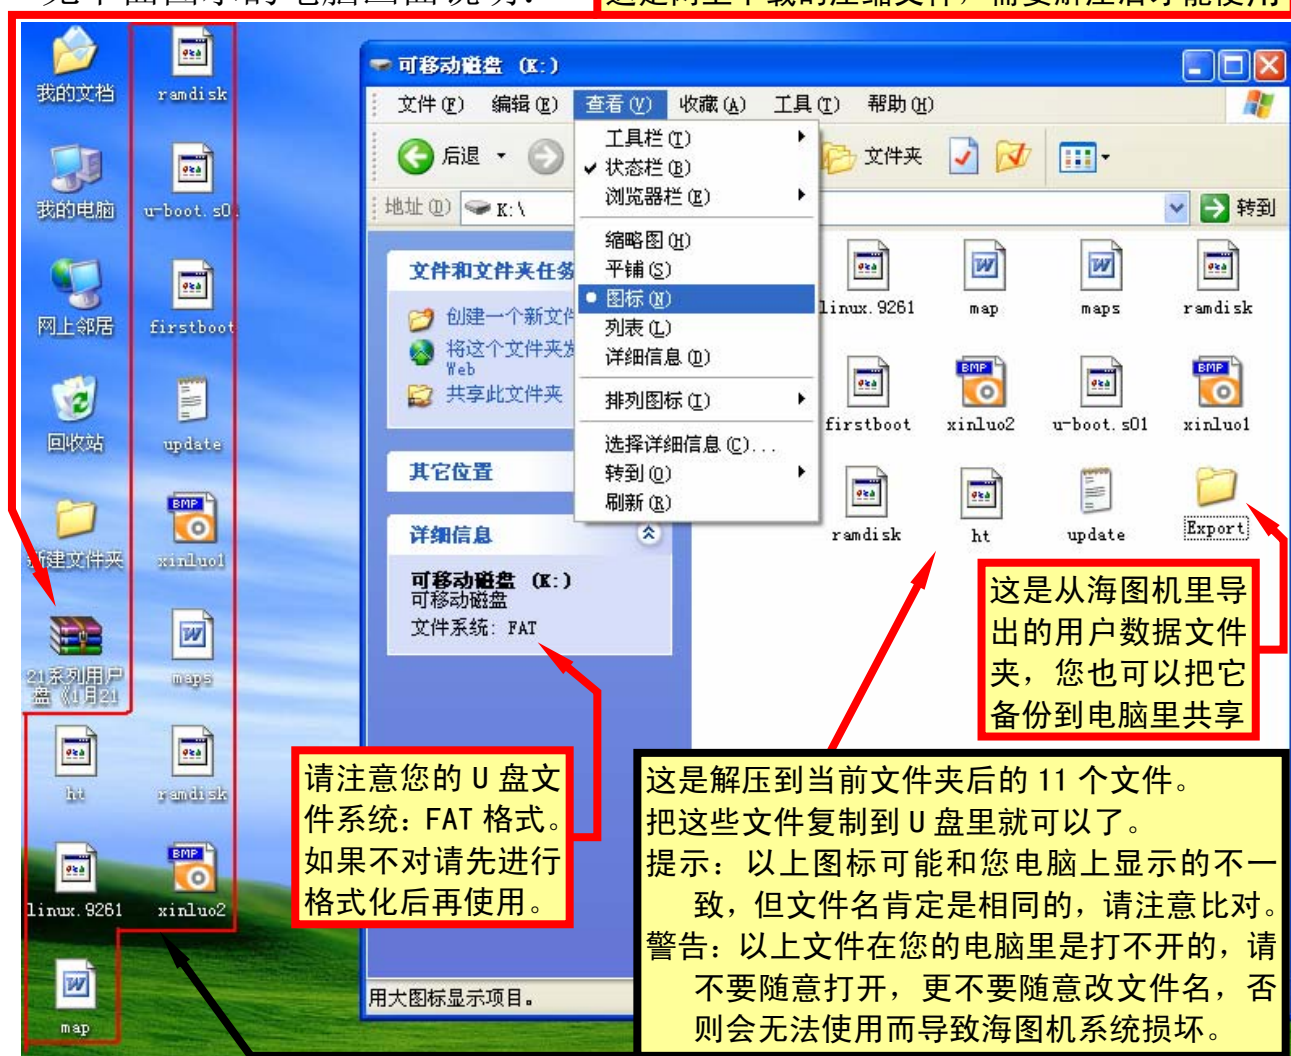 见下面图示的电脑画面说明:
这是网上下载的压缩文件，需要解压后才能使用
我的文档
ramdisk
我的电脑
u-boot.s01
网上邻居
firstboot
回收站
update
新建文件夹
xinluo1
21系列用户
盘《1月21
maps
ht
ramdisk
linux.9261
xinluo2
map
可移动磁盘 (K:)
文件(F) 编辑(E) 查看(V) 收藏(A) 工具(T) 帮助(H)
后退
文件夹
地址(D) K:\
转到
工具栏(T)
状态栏(B)
浏览器栏(E)
缩略图(H)
平铺(S)
图标(N)
列表(L)
详细信息(D)
排列图标(I)
选择详细信息(C)...
转到(O)
刷新(R)
文件和文件夹任务
创建一个新文件
将这个文件夹发
Web
共享此文件夹
其它位置
详细信息
可移动磁盘 (K:)
可移动磁盘
文件系统: FAT
linux.9261
map
maps
ramdisk
firstboot
xinluo2
u-boot.s01
xinluo1
ramdisk
ht
update
Export
用大图标显示项目。
这是从海图机里导
出的用户数据文件
夹，您也可以把它
备份到电脑里共享
请注意您的 U 盘文
件系统: FAT 格式。
如果不对请先进行
格式化后再使用。
这是解压到当前文件夹后的 11 个文件。
把这些文件复制到 U 盘里就可以了。
提示：以上图标可能和您电脑上显示的不一
致，但文件名肯定是相同的，请注意比对。
警告：以上文件在您的电脑里是打不开的，请
不要随意打开，更不要随意改文件名，否
则会无法使用而导致海图机系统损坏。